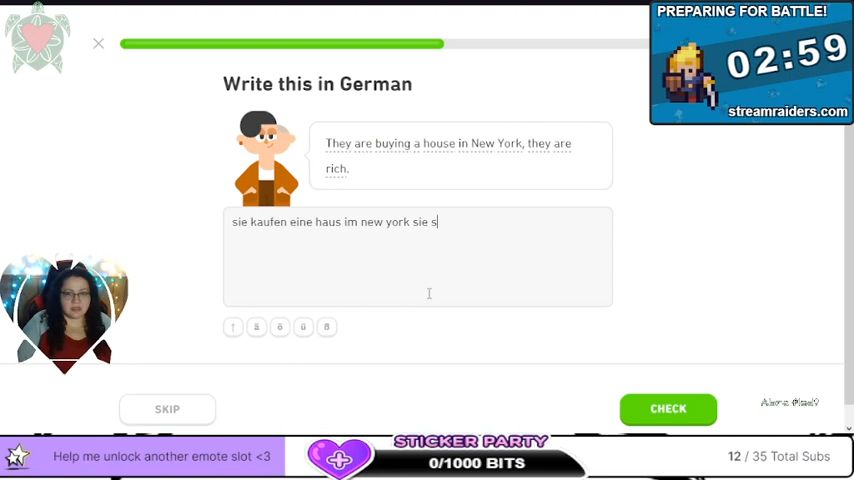 PREPARING FOR BATTLE!
02:59
streamraiders.com
Write this in German
They are buying a house in New York, they are
rich.
sie kaufen eine haus im new york sie s
↑ ä ö ü ß
SKIP
CHECK
Help me unlock another emote slot <3
STICKER PARTY
0/1000 BITS
12 / 35 Total Subs